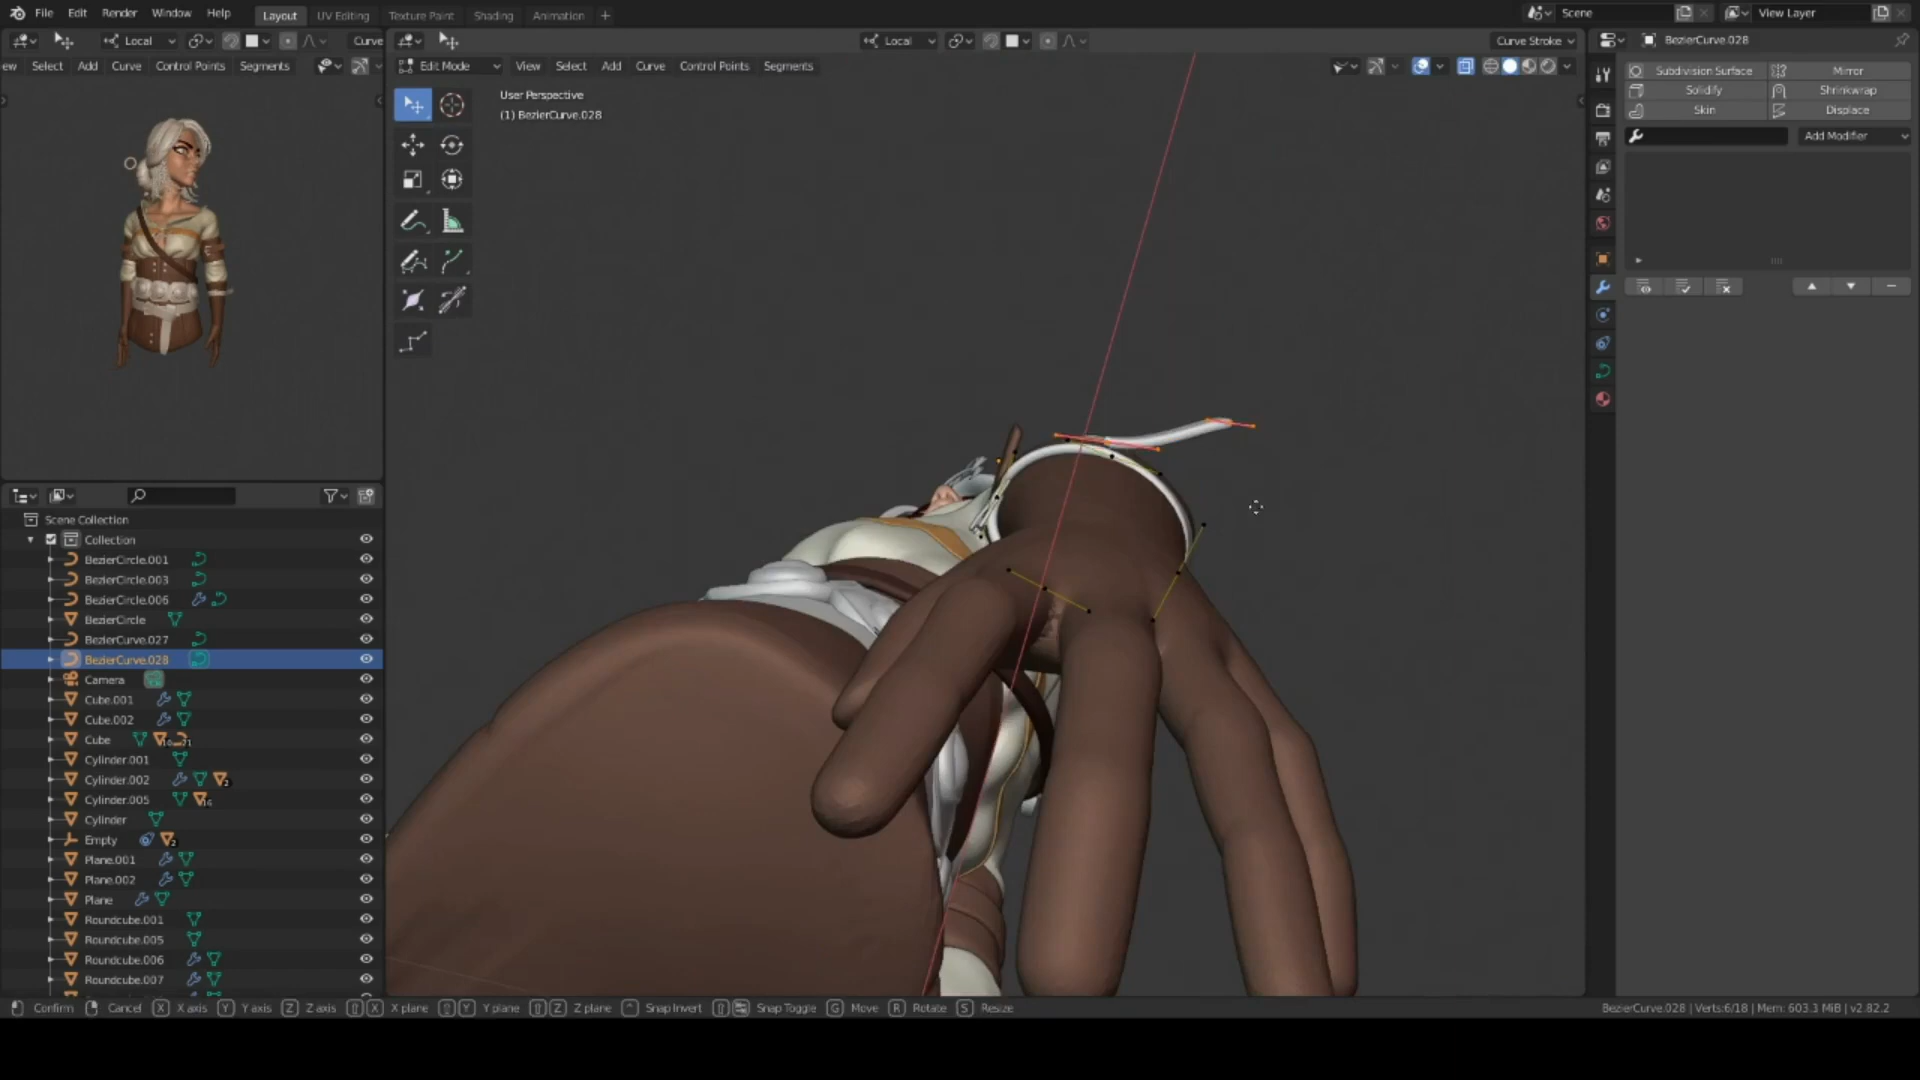 File Edit Render Window Help Layout UV Editing Texture Paint Shading Animation + Scene View Layer
Local Curve Local Curve Stroke BezierCurve.028
ew Select Add Curve Control Points Segments Edit Mode View Select Add Curve Control Points Segments
Subdivision Surface Mirror
Solidify Shrinkwrap
Skin Displace
Add Modifier
User Perspective
(1) BezierCurve.028
Scene Collection
Collection
BezierCircle.001
BezierCircle.003
BezierCircle.006
BezierCircle
BezierCurve.027
BezierCurve.028
Camera
Cube.001
Cube.002
Cube
Cylinder.001
Cylinder.002 2
Cylinder.005 16
Cylinder
Empty 2
Plane.001
Plane.002
Plane
Roundcube.001
Roundcube.005
Roundcube.006
Roundcube.007
Confirm Cancel X X axis Y Y axis Z Z axis X X plane Y Y plane Z Z plane ^ Snap Invert Snap Toggle G Move R Rotate S Resize BezierCurve.028 | Verts:6/18 | Mem: 603.3 MiB | v2.82.2